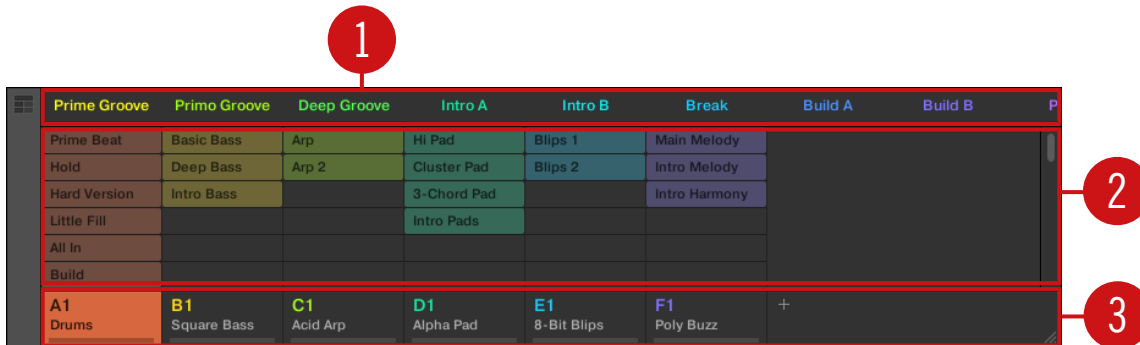 1
Prime Groove Primo Groove Deep Groove Intro A Intro B Break Build A Build B P
Prime Beat Basic Bass Arp Hi Pad Blips 1 Main Melody
Hold Deep Bass Arp 2 Cluster Pad Blips 2 Intro Melody
Hard Version Intro Bass 3-Chord Pad Intro Harmony
2
Little Fill Intro Pads
All In
Build
A1 B1 C1 D1 E1 F1 +
Drums Square Bass Acid Arp Alpha Pad 8-Bit Blips Poly Buzz
3